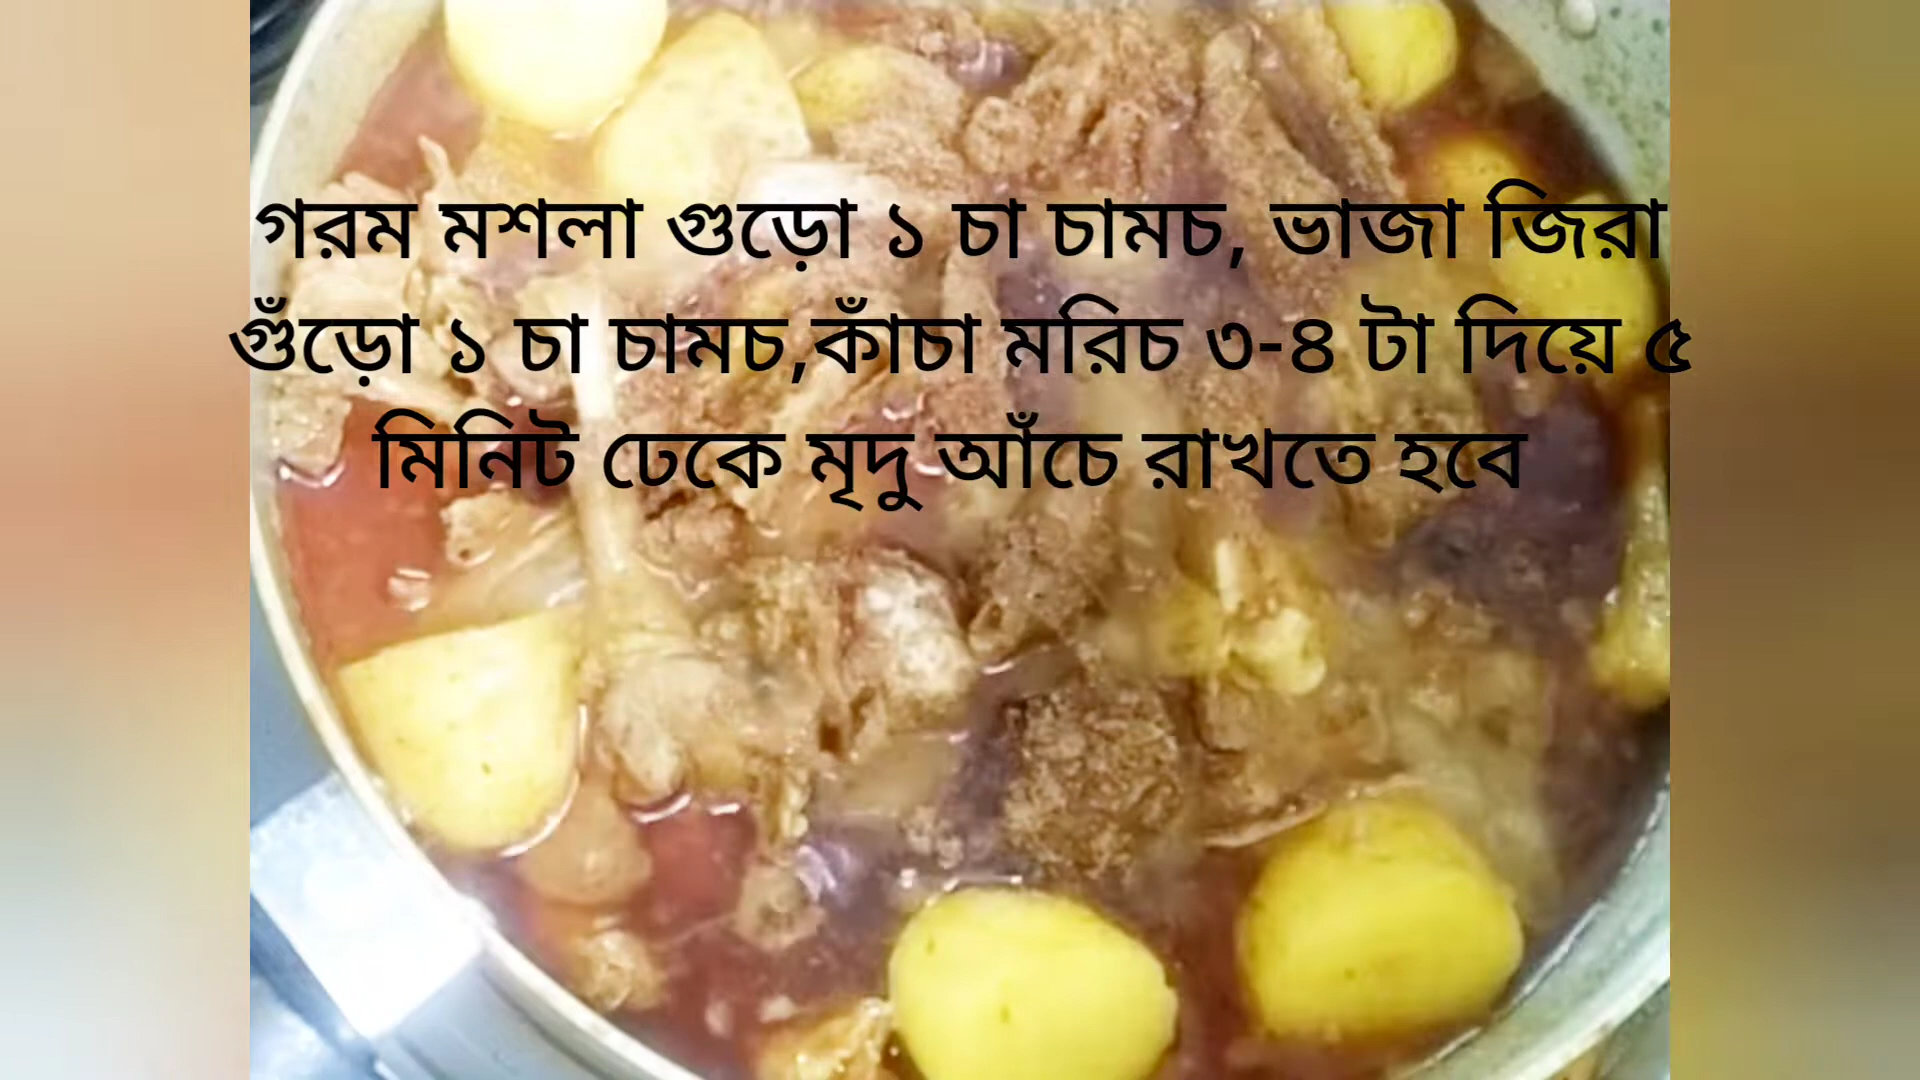 গরম মশলা গুড়ো ১ চা চামচ, ভাজা জিরা
গুঁড়ো ১ চা চামচ,কাঁচা মরিচ ৩-৪ টা দিয়ে ৫
মিনিট ঢেকে মৃদু আঁচে রাখতে হবে